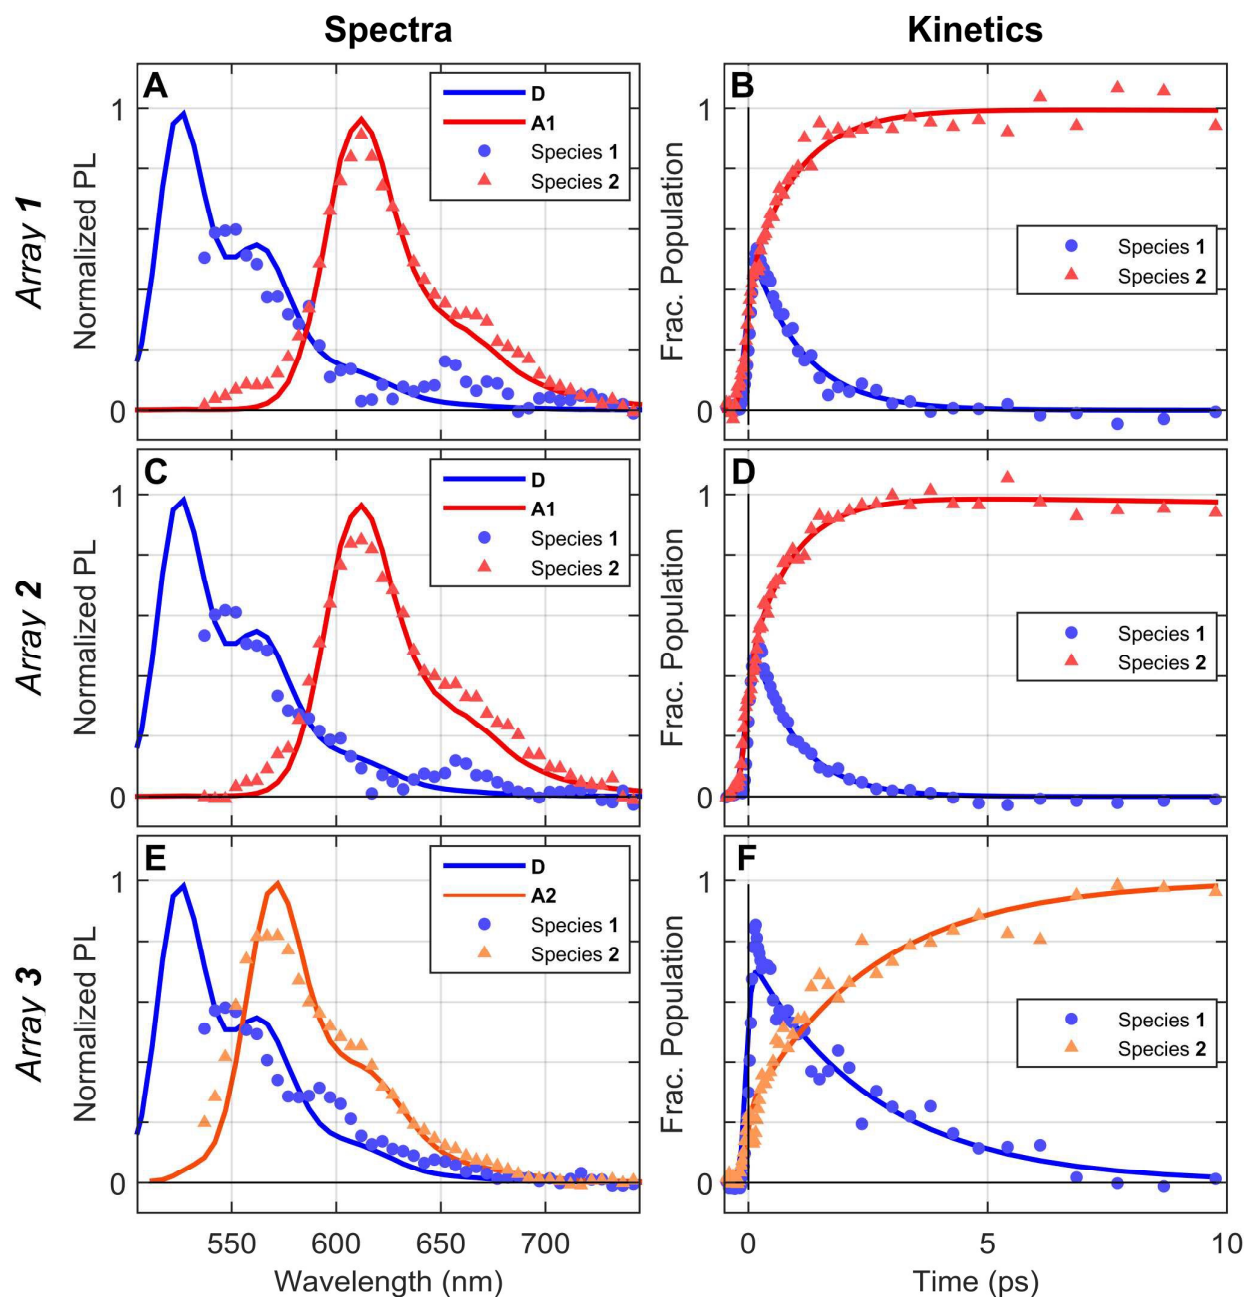 Spectra
Kinetics
Array 1
A
Normalized PL
1
0
D
A1
Species 1
Species 2
B
Frac. Population
1
0
Species 1
Species 2
Array 2
C
Normalized PL
1
0
D
A1
Species 1
Species 2
D
Frac. Population
1
0
Species 1
Species 2
Array 3
E
Normalized PL
1
0
D
A2
Species 1
Species 2
550 600 650 700
Wavelength (nm)
F
Frac. Population
1
0
Species 1
Species 2
0 5 10
Time (ps)